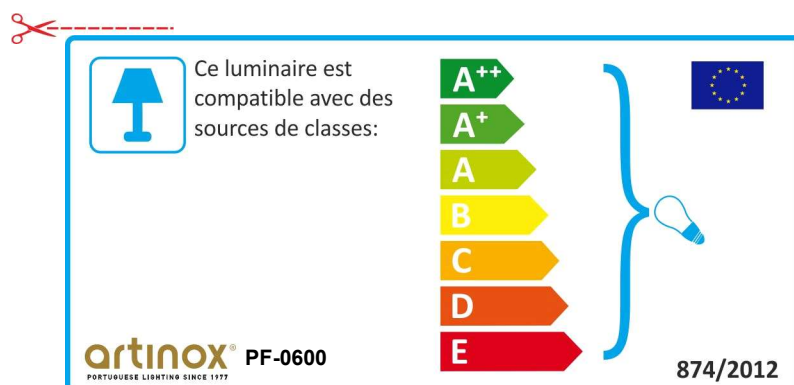 Ce luminaire est
compatible avec des
sources de classes:
A++
A+
A
B
C
D
E
artinox® PF-0600
PORTUGUESE LIGHTING SINCE 1977
874/2012